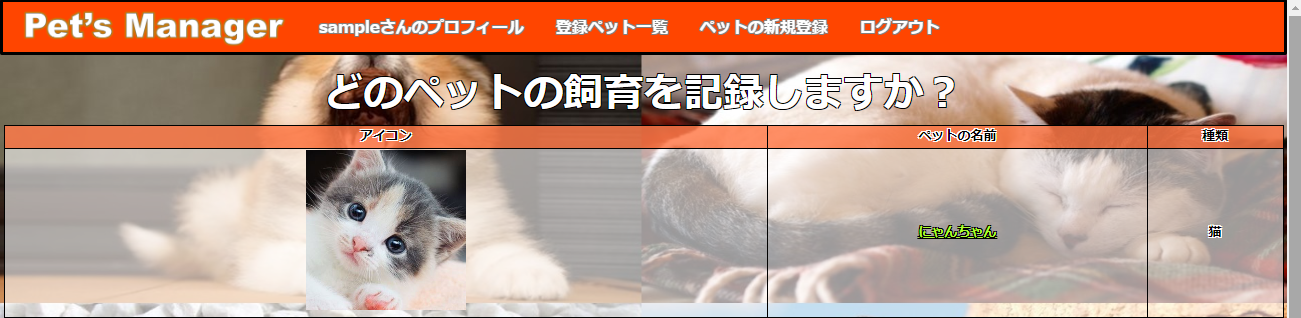 Pet's Manager sampleさんのプロフィール 登録ペット一覧 ペットの新規登録 ログアウト
どのペットの飼育を記録しますか？
アイコン ペットの名前 種類
にゃんちゃん 猫